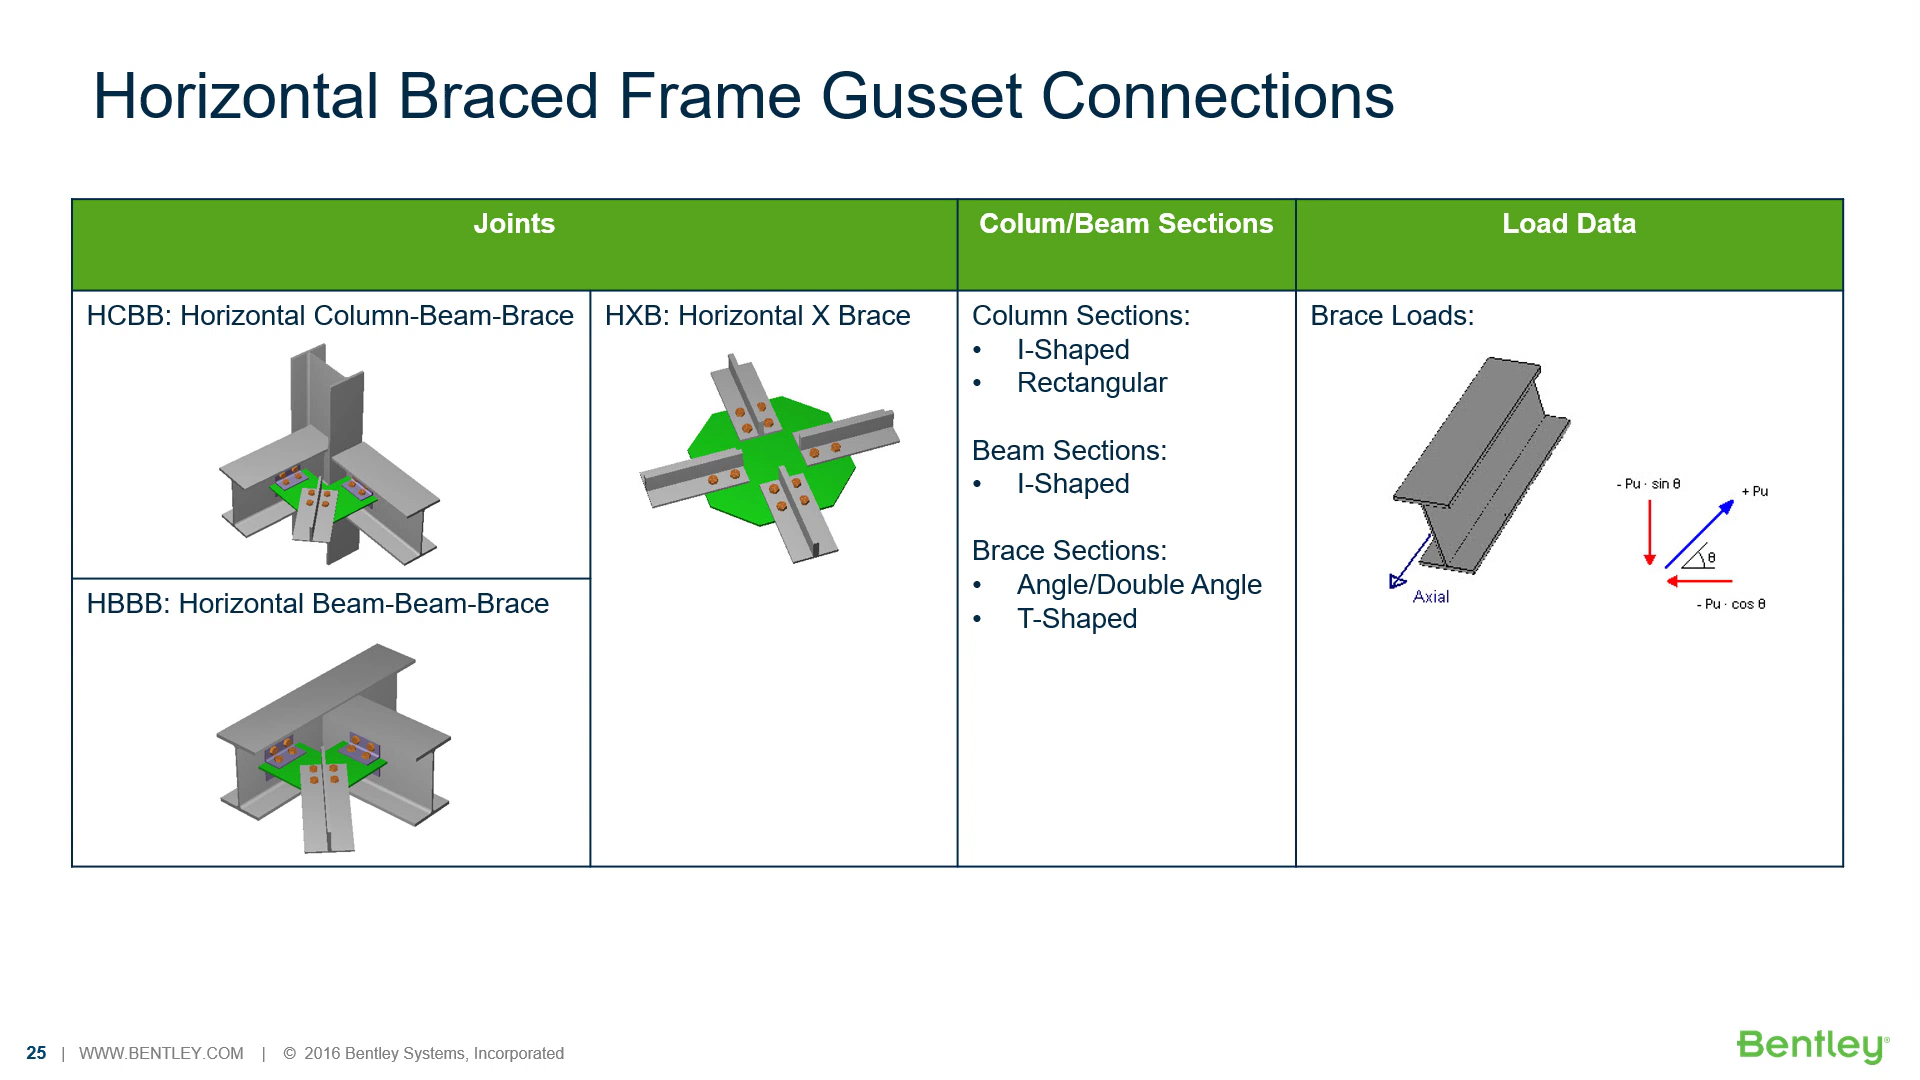 Horizontal Braced Frame Gusset Connections
Joints
Colum/Beam Sections
Load Data
HCBB: Horizontal Column-Beam-Brace
HXB: Horizontal X Brace
Column Sections:
• I-Shaped
• Rectangular
Beam Sections:
• I-Shaped
Brace Sections:
• Angle/Double Angle
• T-Shaped
Brace Loads:
- Pu · sin θ
+ Pu
θ
Axial
- Pu · cos θ
HBBB: Horizontal Beam-Beam-Brace
25 | WWW.BENTLEY.COM | © 2016 Bentley Systems, Incorporated
Bentley®